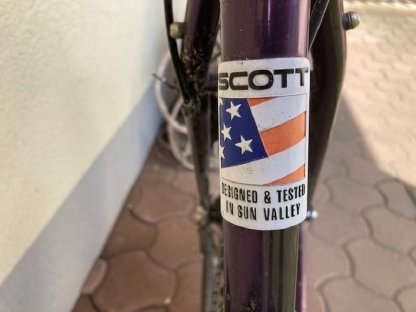 SCOTT
DESIGNED & TESTED
IN SUN VALLEY